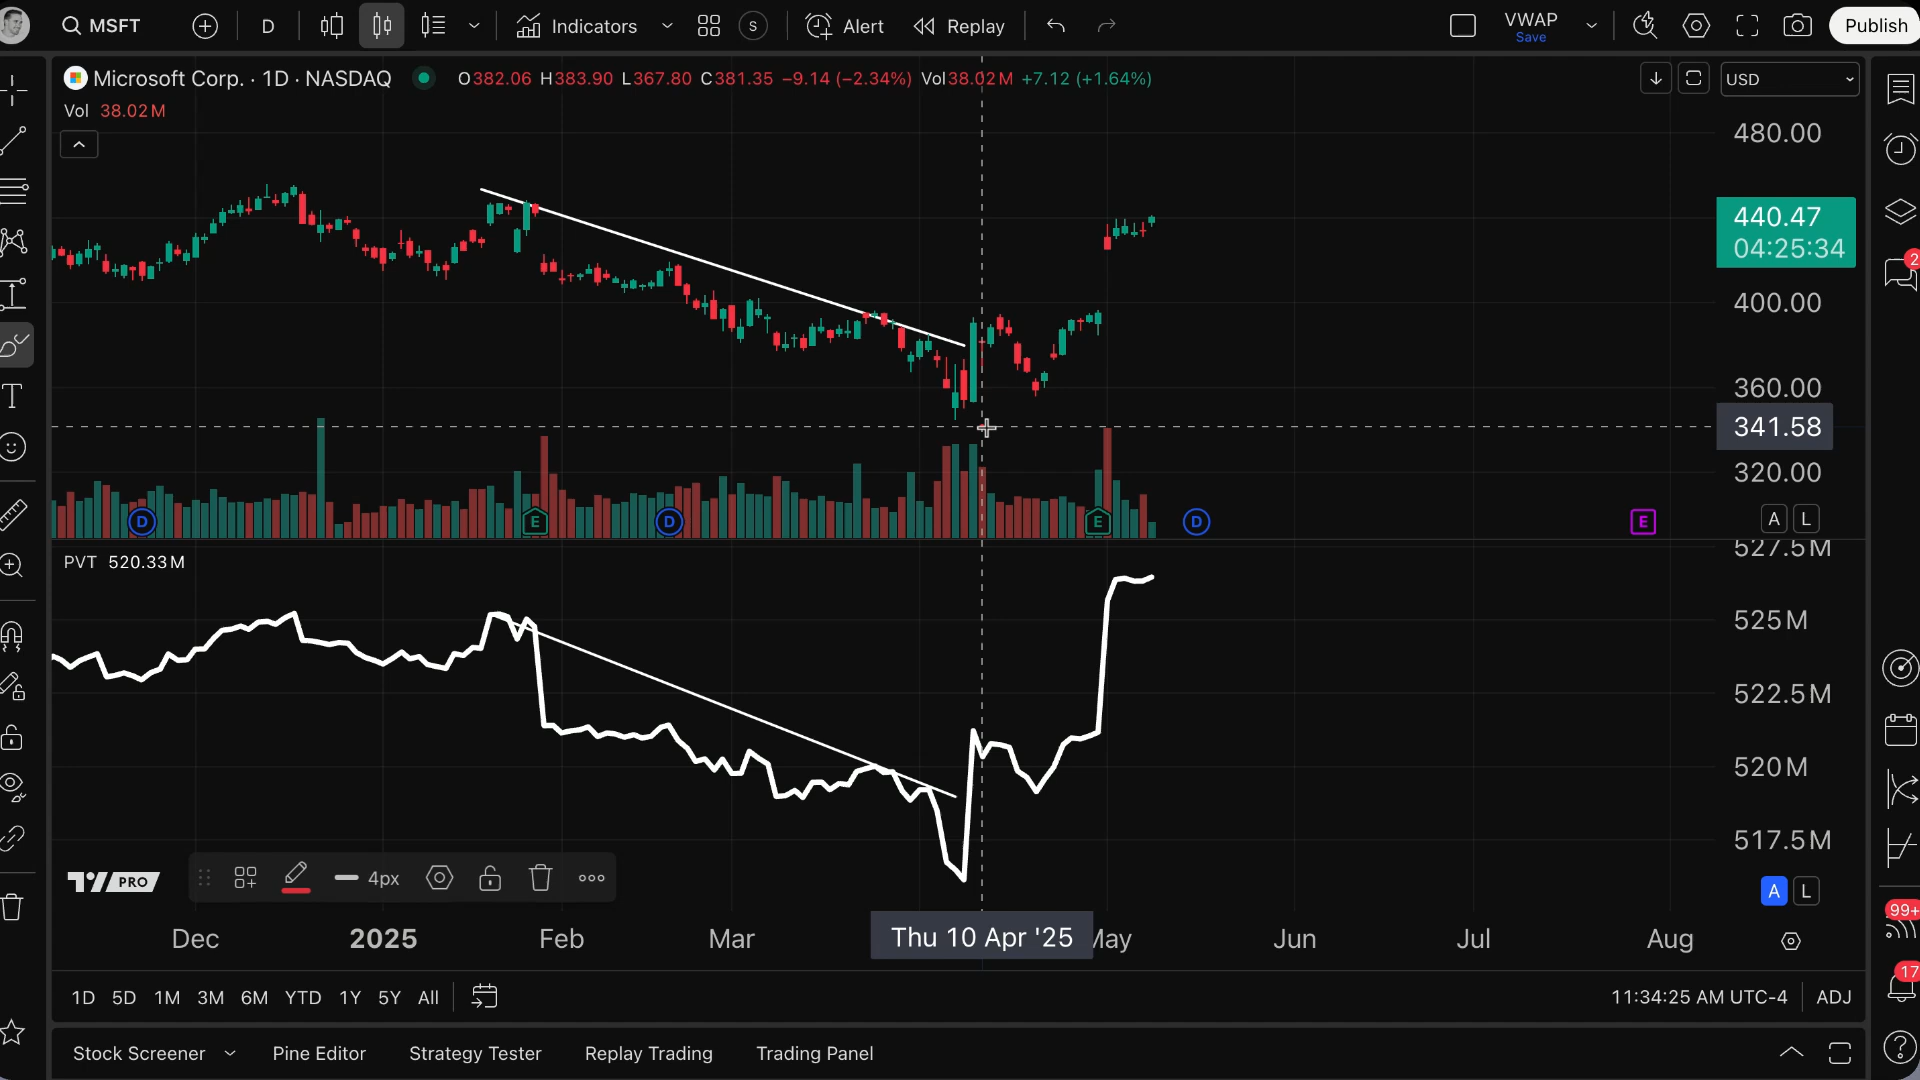 MSFT
D
Indicators
S
Alert
Replay
VWAP
Save
Publish
Microsoft Corp. · 1D · NASDAQ
O382.06 H383.90 L367.80 C381.35 −9.14 (−2.34%) Vol38.02M +7.12 (+1.64%)
USD
Vol 38.02M
480.00
440.47
04:25:34
400.00
360.00
341.58
320.00
2
T
D
E
D
E
D
E
A L
PVT 520.33M
527.5M
525M
522.5M
520M
517.5M
PRO
4px
A L
Dec 2025 Feb Mar Thu 10 Apr '25 May Jun Jul Aug
99+
17
1D 5D 1M 3M 6M YTD 1Y 5Y All
11:34:25 AM UTC-4 ADJ
Stock Screener Pine Editor Strategy Tester Replay Trading Trading Panel